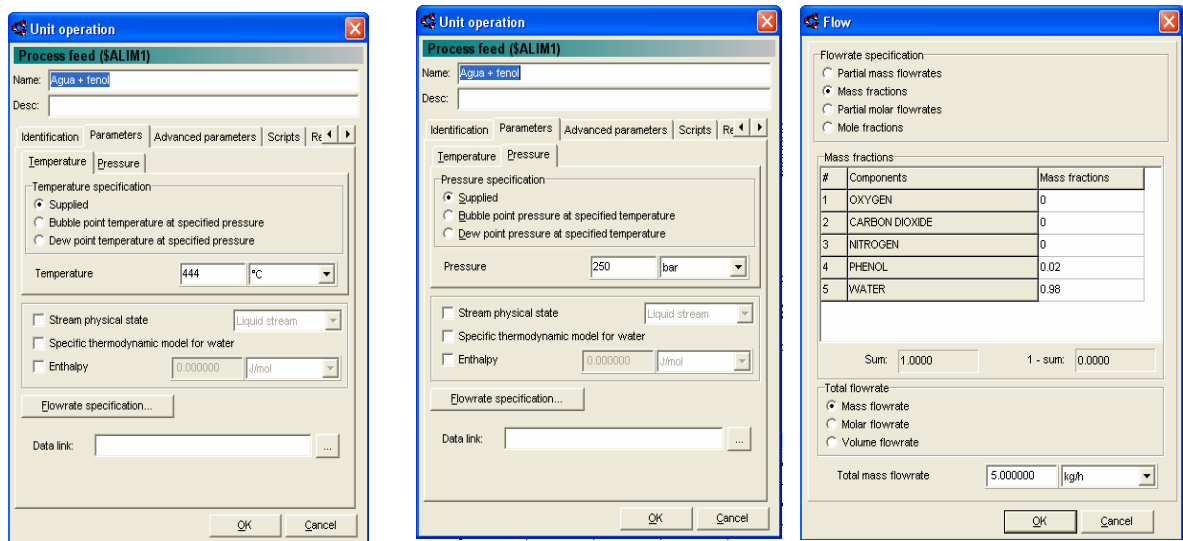 Unit operation
Process feed ($ALIM1)
Name: Agua + fenol
Desc:
Identification Parameters Advanced parameters Scripts Re
Temperature Pressure
Temperature specification
Supplied
Bubble point temperature at specified pressure
Dew point temperature at specified pressure
Temperature 444 °C
Stream physical state Liquid stream
Specific thermodynamic model for water
Enthalpy 0.000000 J/mol
Flowrate specification...
Data link: ...
OK Cancel
Unit operation
Process feed ($ALIM1)
Name: Agua + fenol
Desc:
Identification Parameters Advanced parameters Scripts Re
Temperature Pressure
Pressure specification
Supplied
Bubble point pressure at specified temperature
Dew point pressure at specified temperature
Pressure 250 bar
Stream physical state Liquid stream
Specific thermodynamic model for water
Enthalpy 0.000000 J/mol
Flowrate specification...
Data link: ...
OK Cancel
Flow
Flowrate specification
Partial mass flowrates
Mass fractions
Partial molar flowrates
Mole fractions
Mass fractions
# Components Mass fractions
1 OXYGEN 0
2 CARBON DIOXIDE 0
3 NITROGEN 0
4 PHENOL 0.02
5 WATER 0.98
Sum: 1.0000 1 - sum: 0.0000
Total flowrate
Mass flowrate
Molar flowrate
Volume flowrate
Total mass flowrate 5.000000 kg/h
OK Cancel